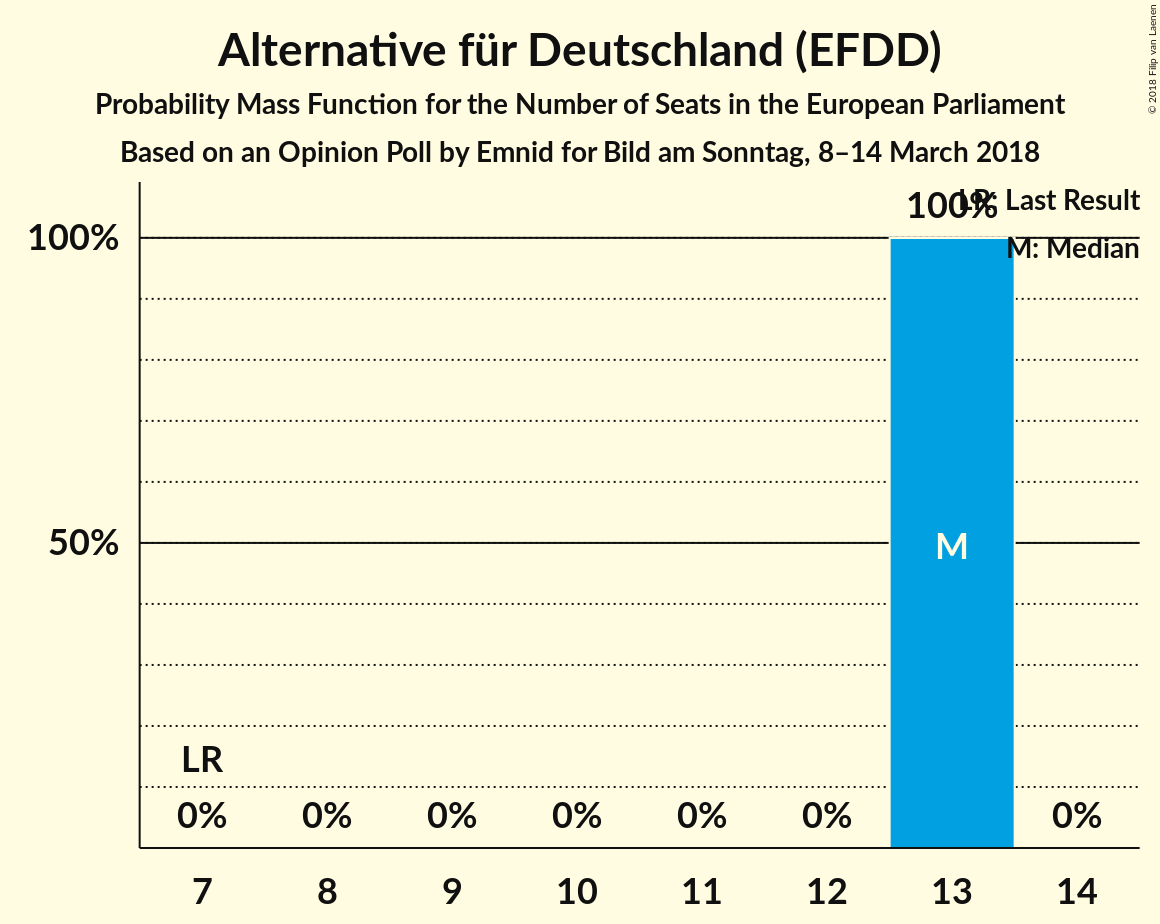 Alternative für Deutschland (EFDD)
Probability Mass Function for the Number of Seats in the European Parliament
Based on an Opinion Poll by Emnid for Bild am Sonntag, 8–14 March 2018
© 2018 Filip van Laenen
100%
LR: Last Result
100%
M: Median
50%
M
LR
0% 0% 0% 0% 0% 0% 0%
7 8 9 10 11 12 13 14